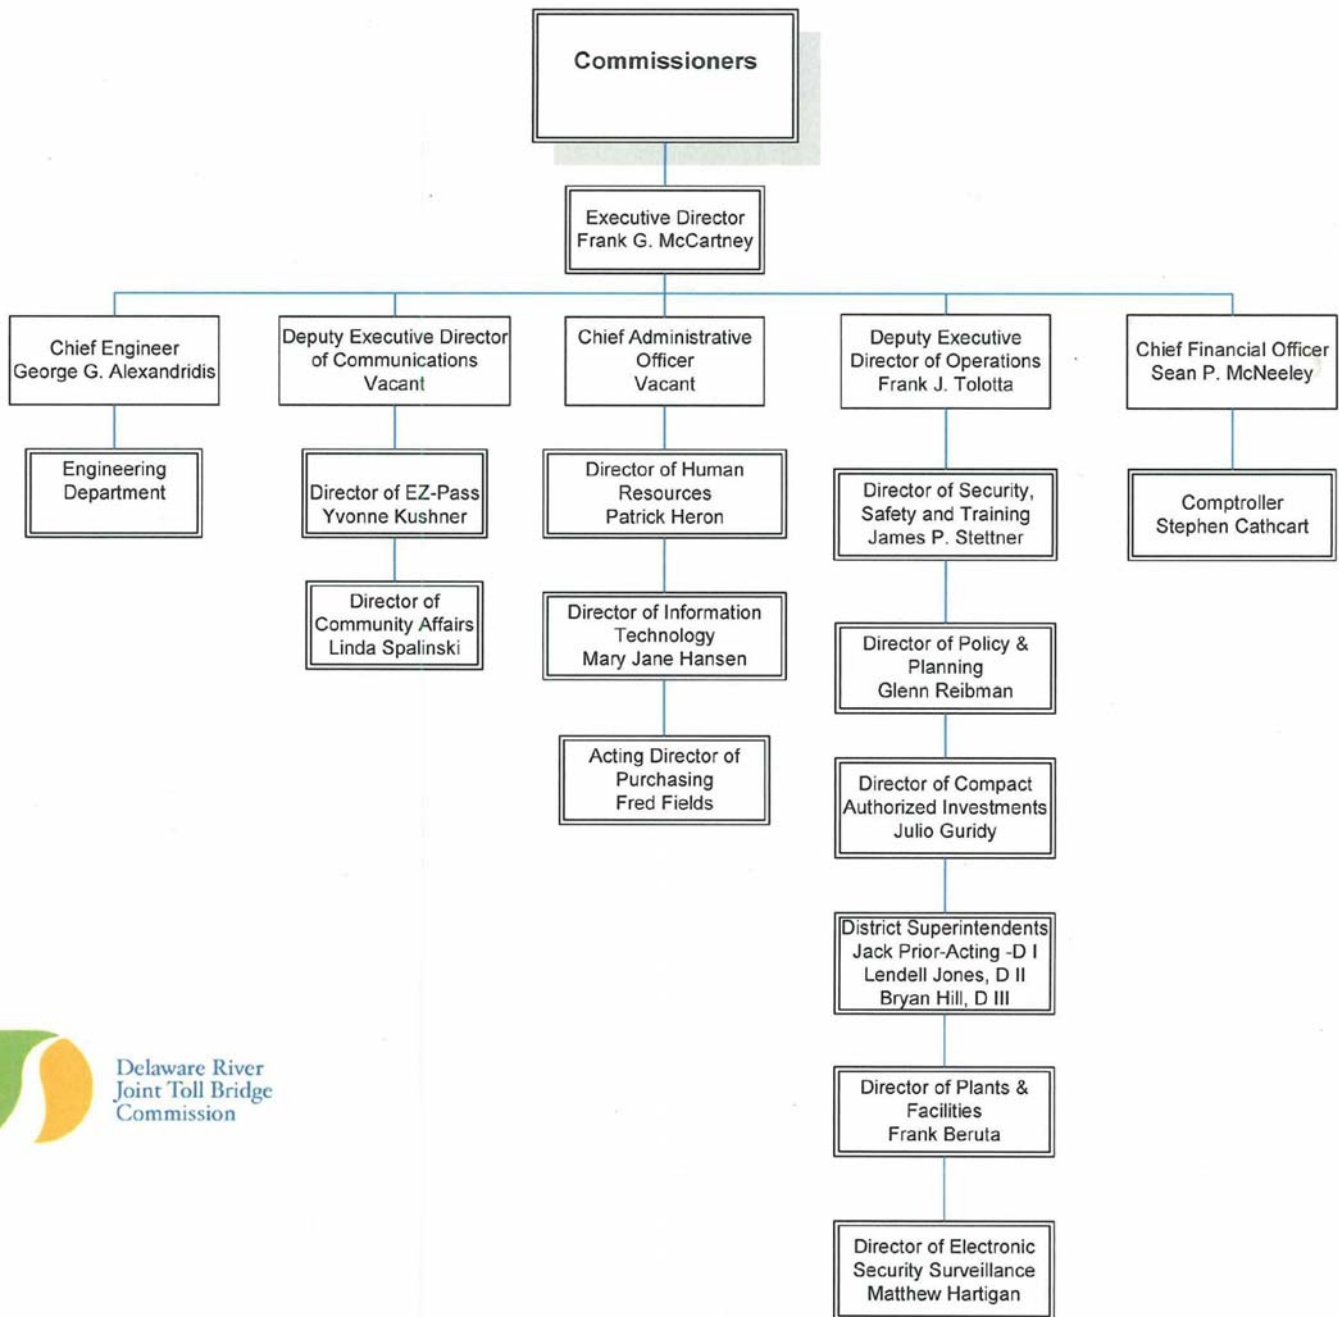 Commissioners
Executive Director
Frank G. McCartney
Chief Engineer
George G. Alexandridis
Deputy Executive Director
of Communications
Vacant
Chief Administrative
Officer
Vacant
Deputy Executive
Director of Operations
Frank J. Tolotta
Chief Financial Officer
Sean P. McNeeley
Engineering
Department
Director of EZ-Pass
Yvonne Kushner
Director of Human
Resources
Patrick Heron
Director of Security,
Safety and Training
James P. Stettner
Comptroller
Stephen Cathcart
Director of
Community Affairs
Linda Spalinski
Director of Information
Technology
Mary Jane Hansen
Director of Policy &
Planning
Glenn Reibman
Acting Director of
Purchasing
Fred Fields
Director of Compact
Authorized Investments
Julio Guridy
District Superintendents
Jack Prior-Acting -D I
Lendell Jones, D II
Bryan Hill, D III
Delaware River
Joint Toll Bridge
Commission
Director of Plants &
Facilities
Frank Beruta
Director of Electronic
Security Surveillance
Matthew Hartigan